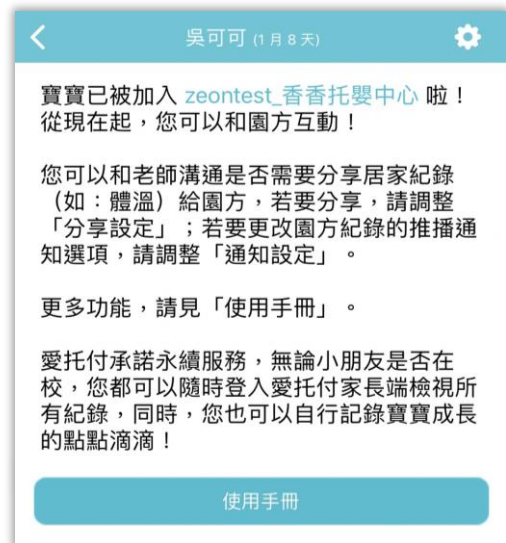 吳可可 (1 月 8 天)
寶寶已被加入 zeontest_香香托嬰中心 啦！
從現在起，您可以和園方互動！
您可以和老師溝通是否需要分享居家紀錄
（如：體溫）給園方，若要分享，請調整
「分享設定」；若要更改園方紀錄的推播通
知選項，請調整「通知設定」。
更多功能，請見「使用手冊」。
愛托付承諾永續服務，無論小朋友是否在
校，您都可以隨時登入愛托付家長端檢視所
有紀錄，同時，您也可以自行記錄寶寶成長
的點點滴滴！
使用手冊